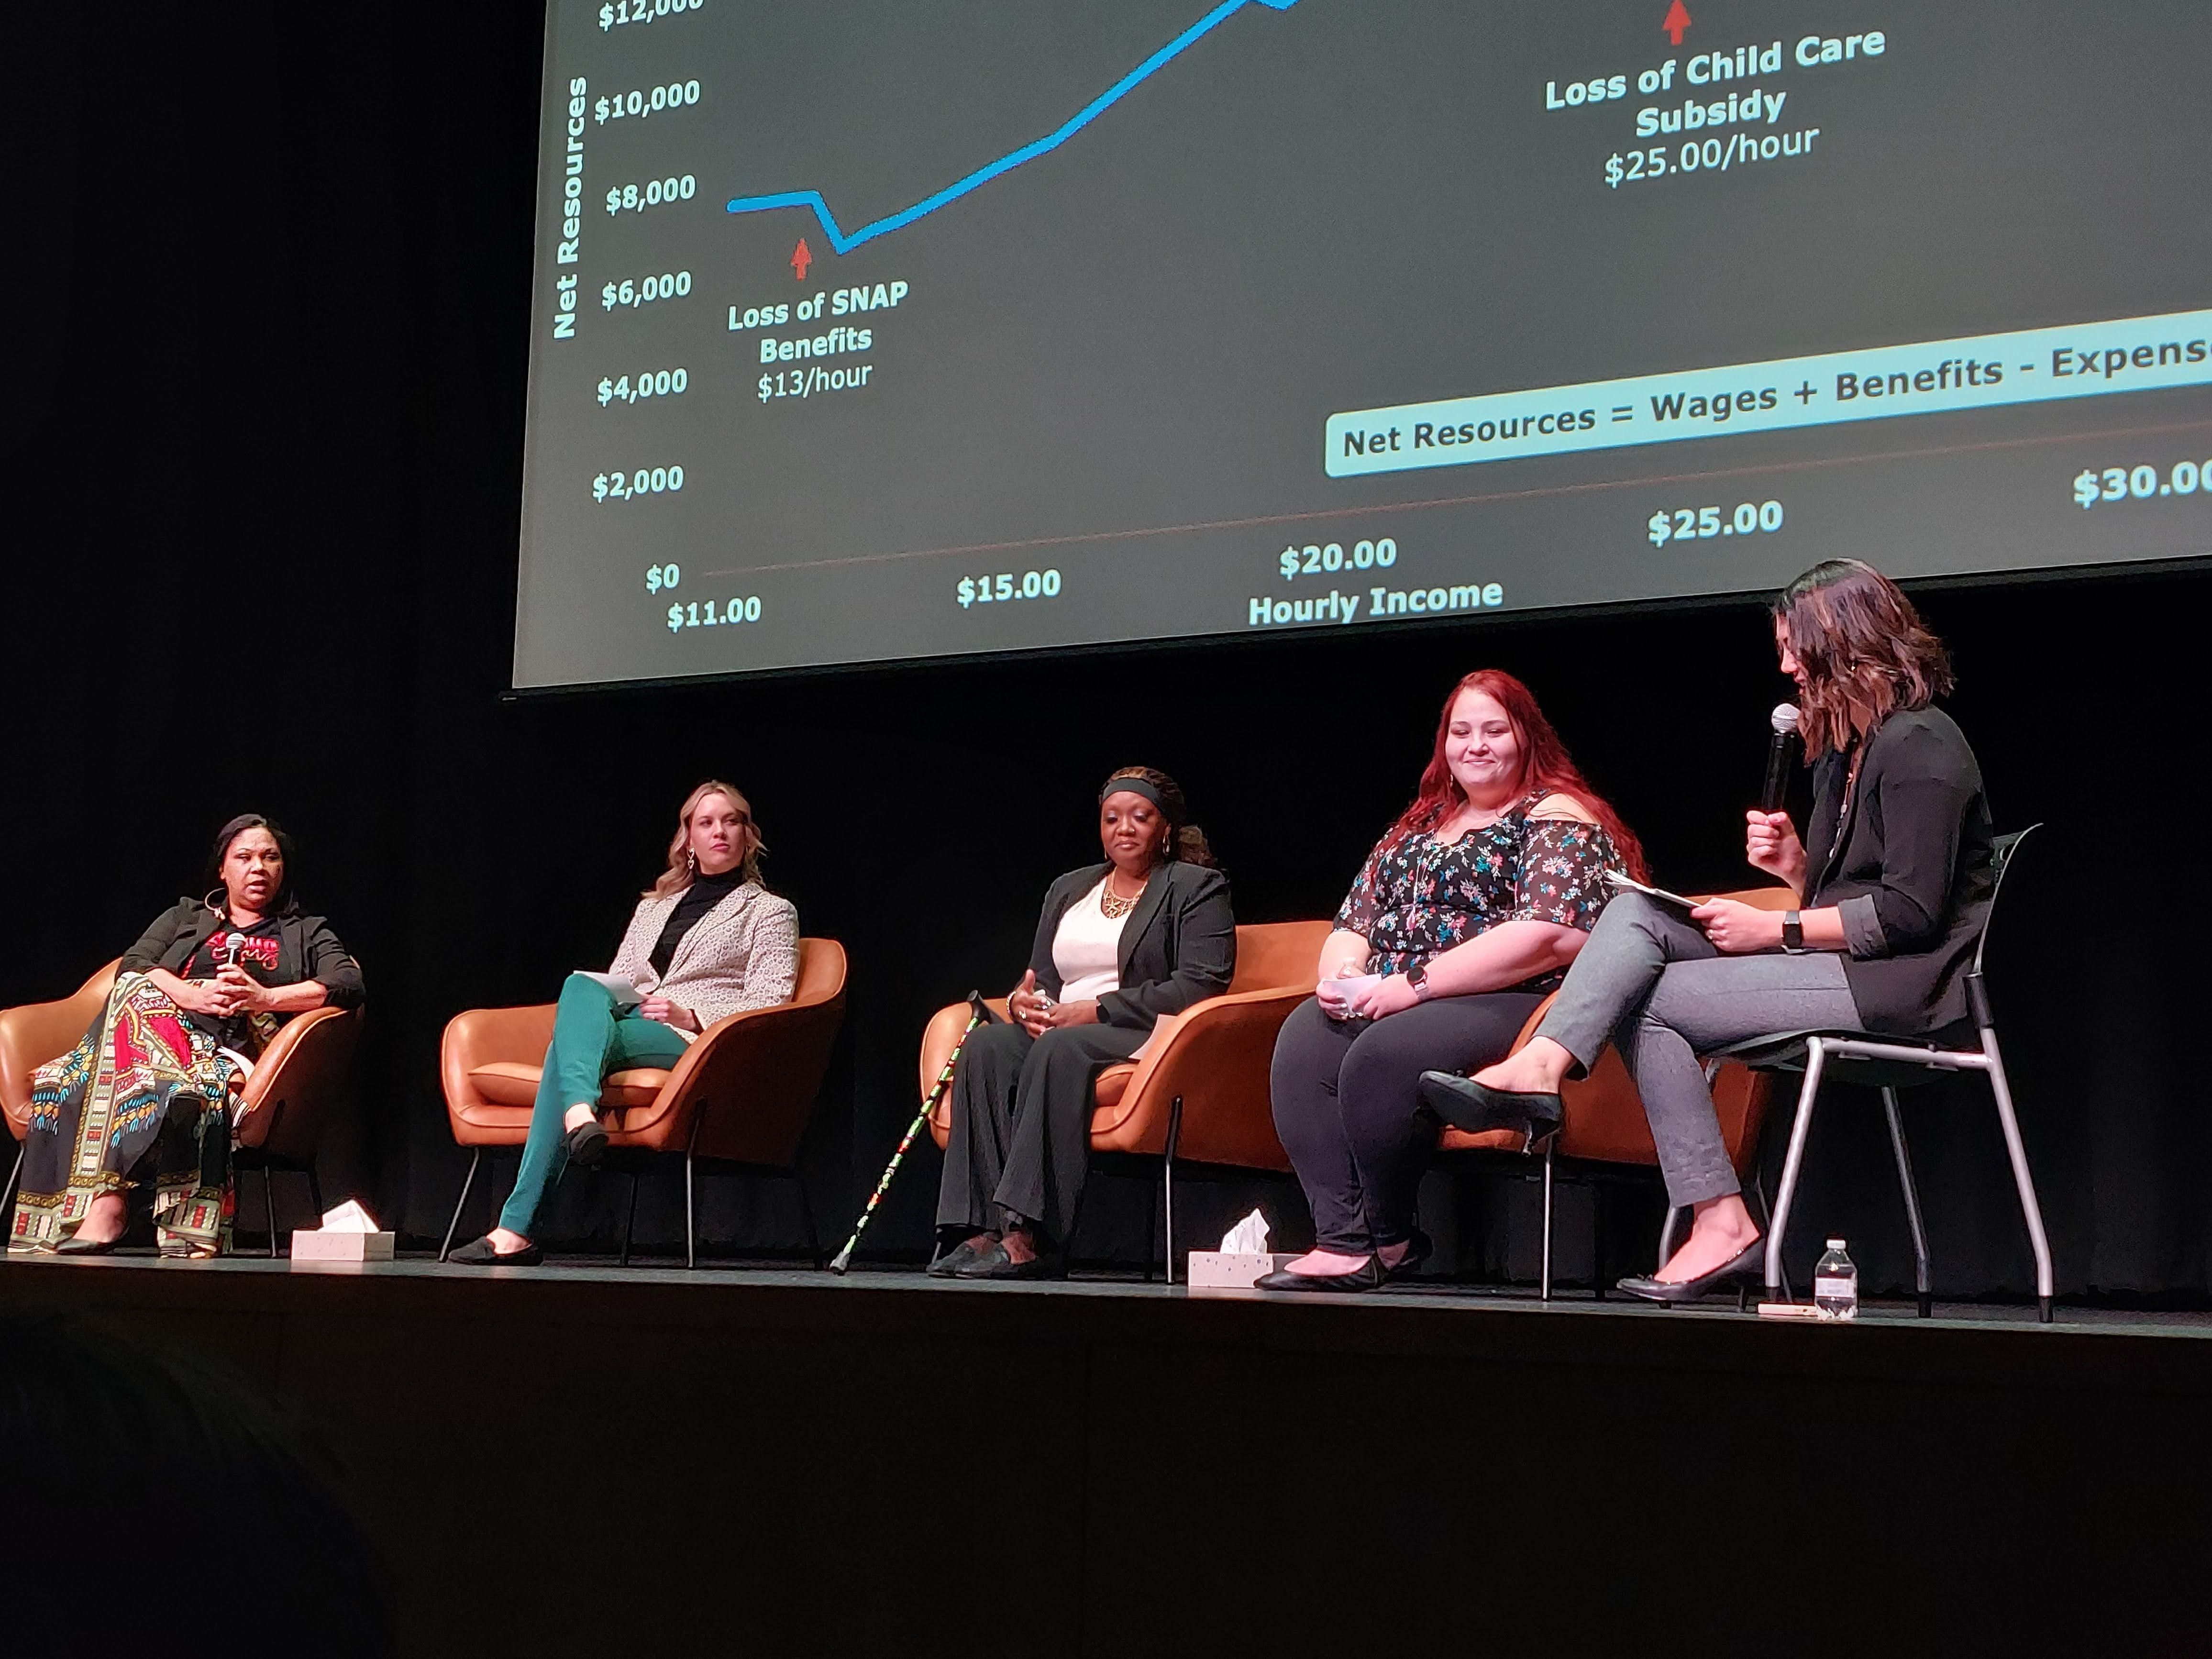 $12,000
$10,000
$8,000
$6,000
$4,000
$2,000
$0
Net Resources
Loss of SNAP
Benefits
$13/hour
Loss of Child Care
Subsidy
$25.00/hour
Net Resources = Wages + Benefits - Expens
$11.00
$15.00
$20.00
$25.00
$30.00
Hourly Income